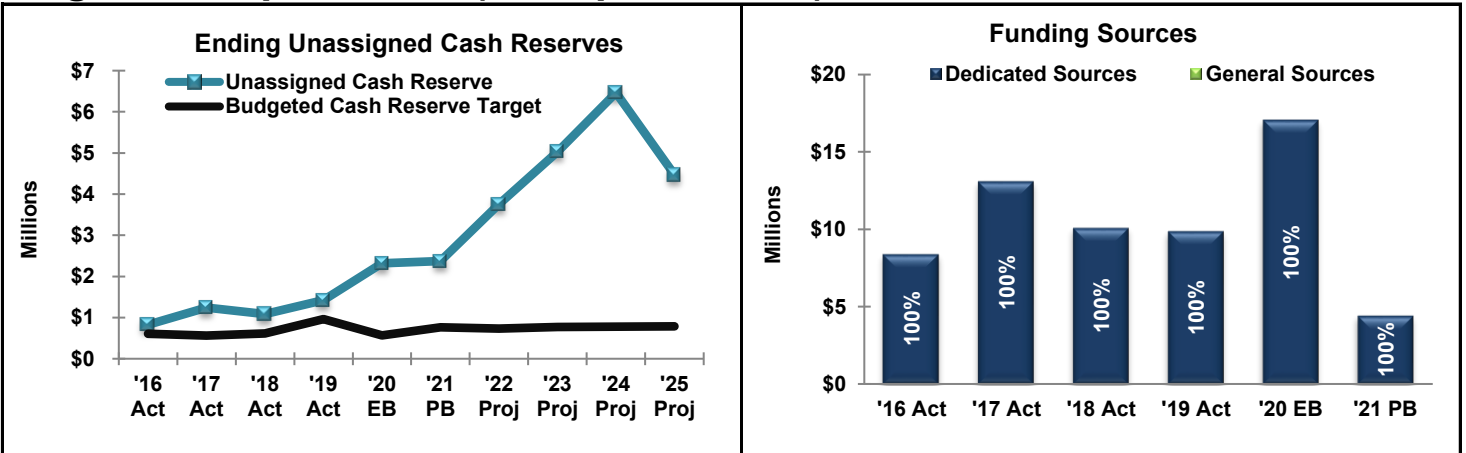 Ending Unassigned Cash Reserves
Unassigned Cash Reserve
Budgeted Cash Reserve Target
Millions
$7
$6
$5
$4
$3
$2
$1
$0
'16 '17 '18 '19 '20 '21 '22 '23 '24 '25
Act Act Act Act EB PB Proj Proj Proj Proj
Funding Sources
Dedicated Sources General Sources
Millions
$20
$15
$10
$5
$0
100% 100% 100% 100% 100% 100%
'16 Act '17 Act '18 Act '19 Act '20 EB '21 PB